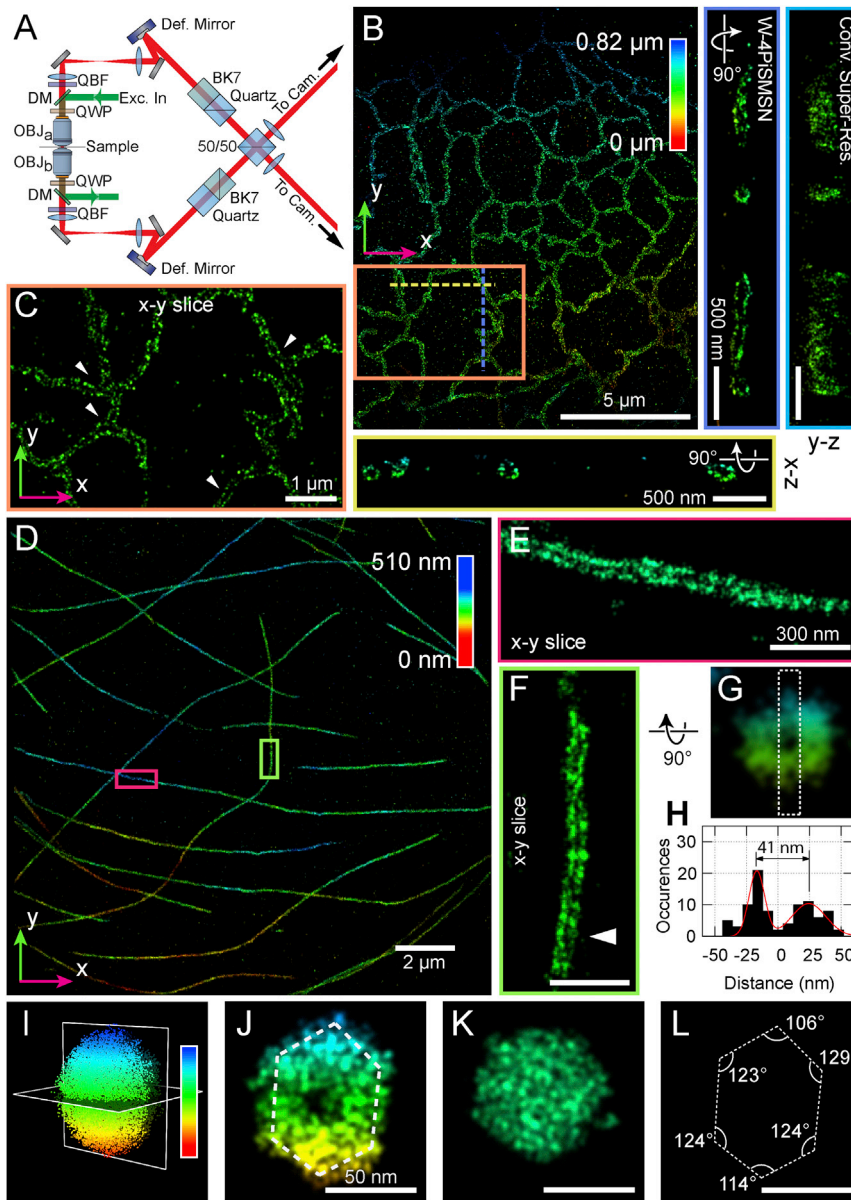 A
Def. Mirror
QBF
DM
Exc. In
QWP
OBJa
Sample
OBJb
QWP
DM
QBF
BK7
Quartz
50/50
To Cam.
To Cam.
BK7
Quartz
Def. Mirror
B
0.82 µm
0 µm
y
x
5 µm
90°
W-4PiSMSN
500 nm
Conv. Super-Res.
y-z
x-z
90°
500 nm
C
x-y slice
y
x
1 µm
D
510 nm
0 nm
y
x
2 µm
E
x-y slice
300 nm
F
x-y slice
90°
G
H
41 nm
Occurences
30
20
10
0
-50
-25
0
25
50
Distance (nm)
I
J
50 nm
K
L
106°
129°
123°
124°
124°
114°